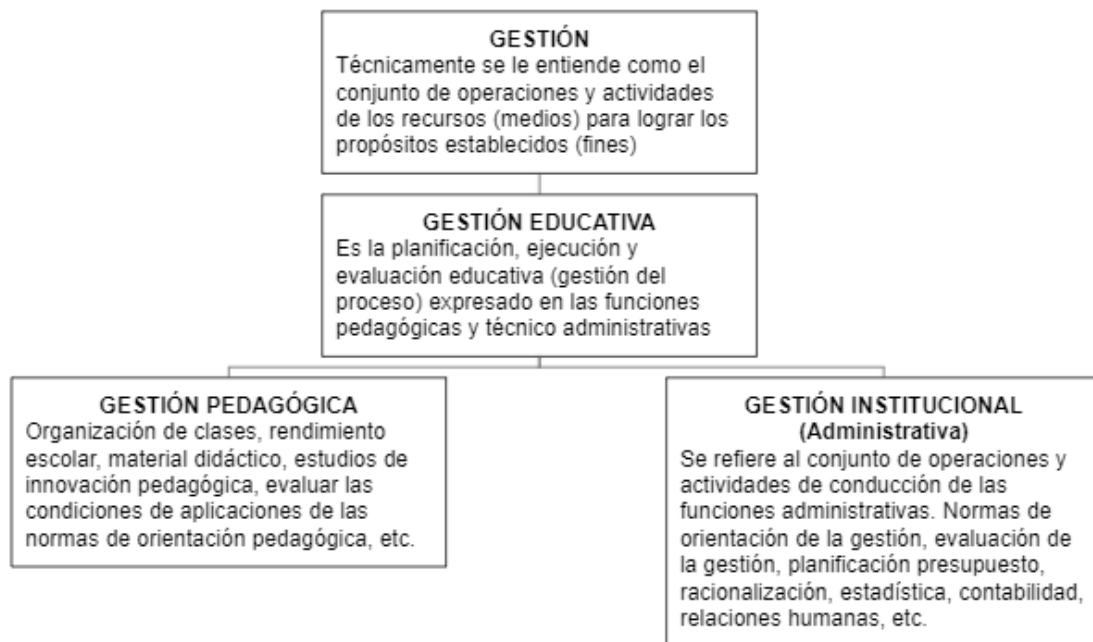 GESTIÓN
Técnicamente se le entiende como el
conjunto de operaciones y actividades
de los recursos (medios) para lograr los
propósitos establecidos (fines)
GESTIÓN EDUCATIVA
Es la planificación, ejecución y
evaluación educativa (gestión del
proceso) expresado en las funciones
pedagógicas y técnico administrativas
GESTIÓN PEDAGÓGICA
Organización de clases, rendimiento
escolar, material didáctico, estudios de
innovación pedagógica, evaluar las
condiciones de aplicaciones de las
normas de orientación pedagógica, etc.
GESTIÓN INSTITUCIONAL
(Administrativa)
Se refiere al conjunto de operaciones y
actividades de conducción de las
funciones administrativas. Normas de
orientación de la gestión, evaluación de
la gestión, planificación presupuesto,
racionalización, estadística, contabilidad,
relaciones humanas, etc.